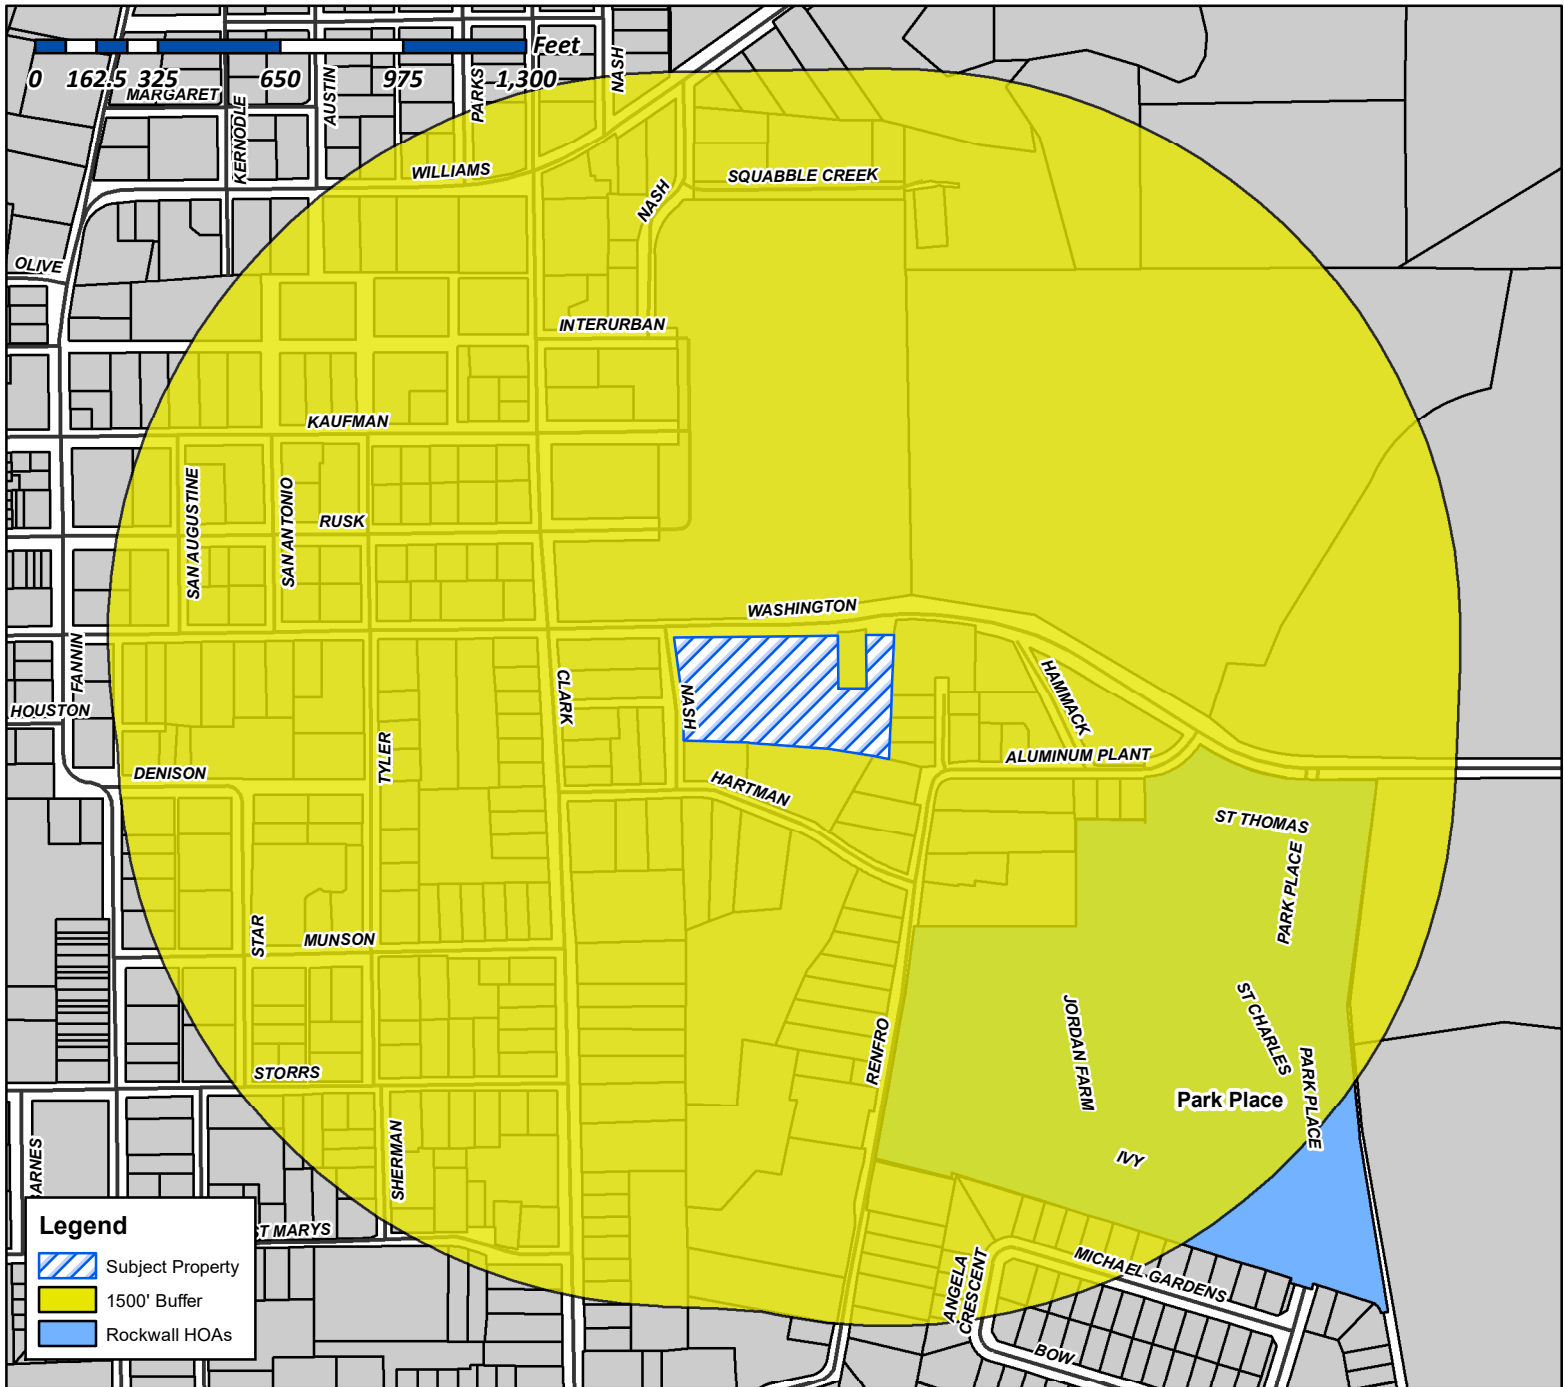 Feet
0 162.5 325 650 975 1,300
MARGARET
KERNODLE
AUSTIN
PARKS
NASH
WILLIAMS
SQUABBLE CREEK
NASH
OLIVE
INTERURBAN
KAUFMAN
SAN AUGUSTINE
SAN ANTONIO
RUSK
WASHINGTON
FANNIN
HOUSTON
CLARK
NASH
HAMMACK
TYLER
DENISON
ALUMINUM PLANT
HARTMAN
ST THOMAS
PARK PLACE
STAR
MUNSON
ST CHARLES
JORDAN FARM
RENFRO
STORRS
PARK PLACE
Park Place
SHERMAN
IVY
ARNES
ST MARYS
ANGELA
CRESCENT
MICHAEL GARDENS
BOW
Legend
Subject Property
1500' Buffer
Rockwall HOAs